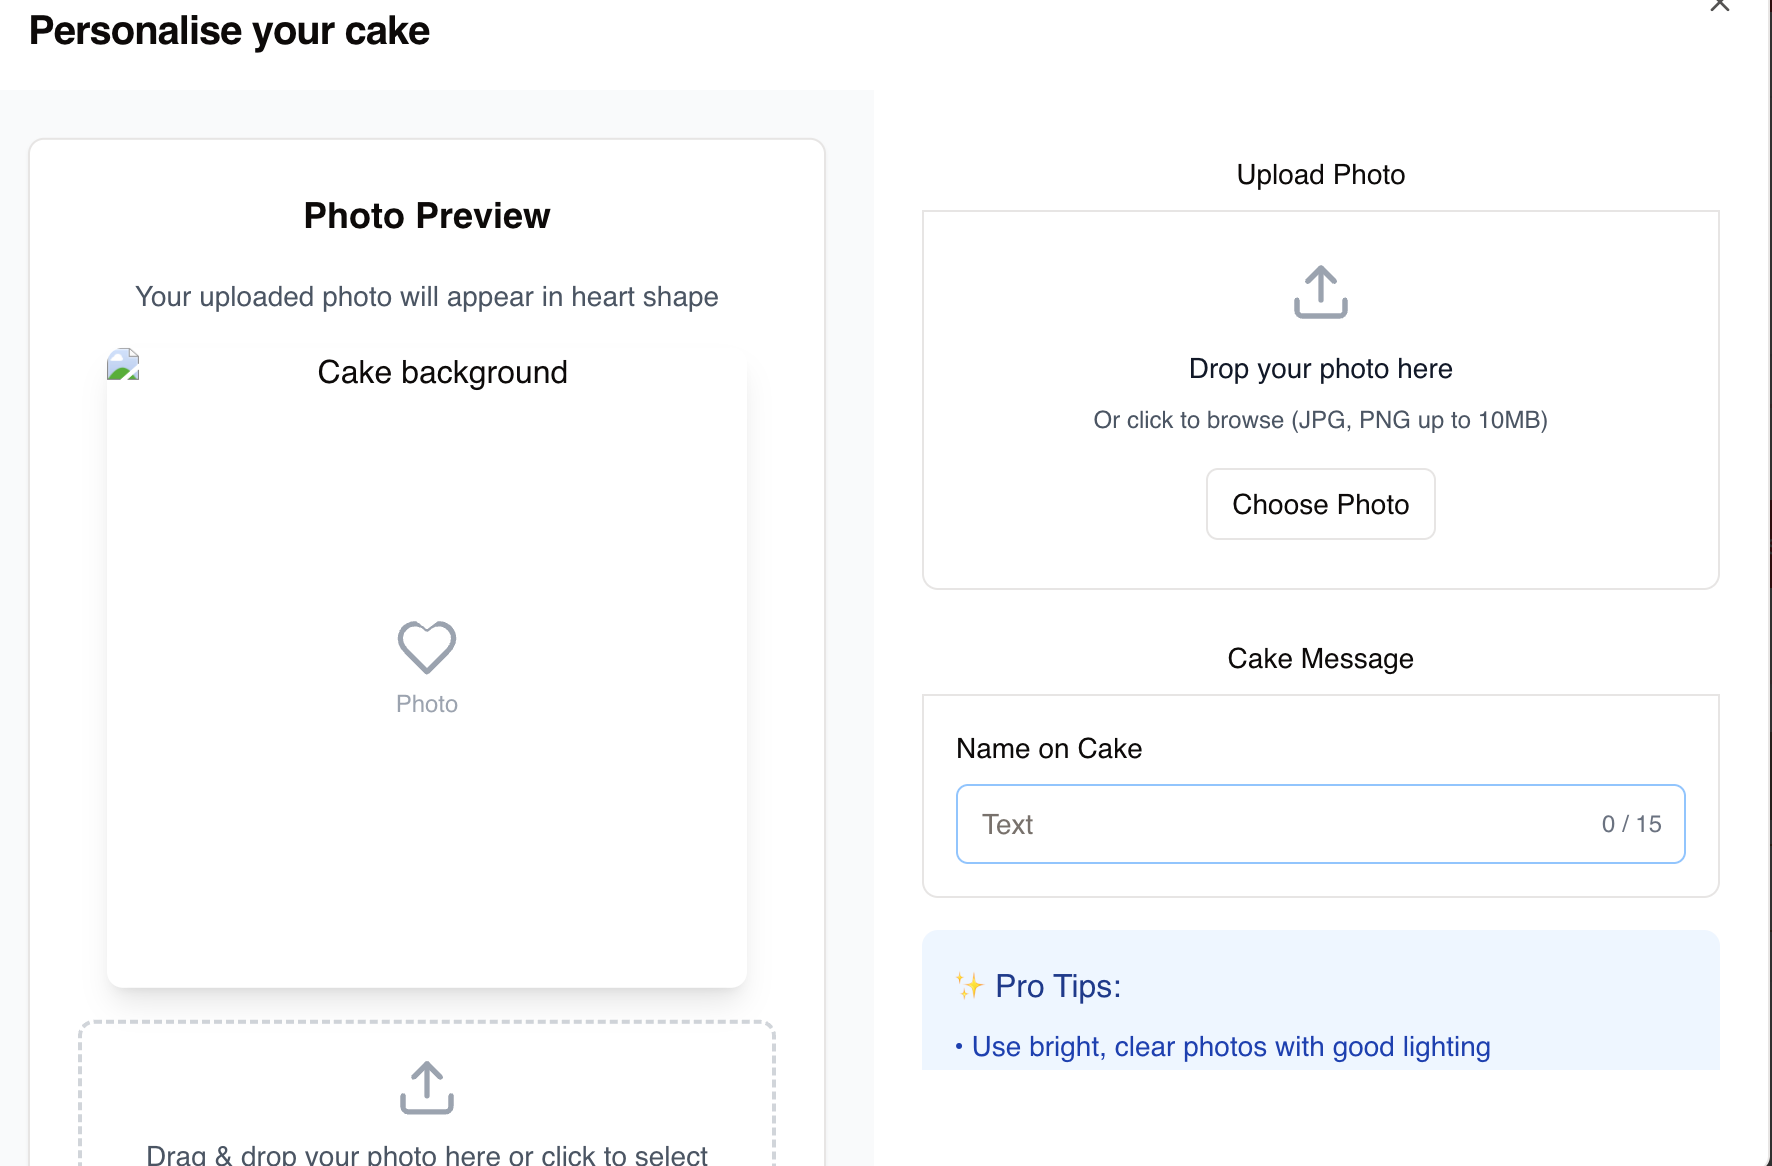 Personalise your cake
Photo Preview
Your uploaded photo will appear in heart shape
Cake background
Photo
Drag & drop your photo here or click to select
Upload Photo
Drop your photo here
Or click to browse (JPG, PNG up to 10MB)
Choose Photo
Cake Message
Name on Cake
Text
0 / 15
✨ Pro Tips:
• Use bright, clear photos with good lighting